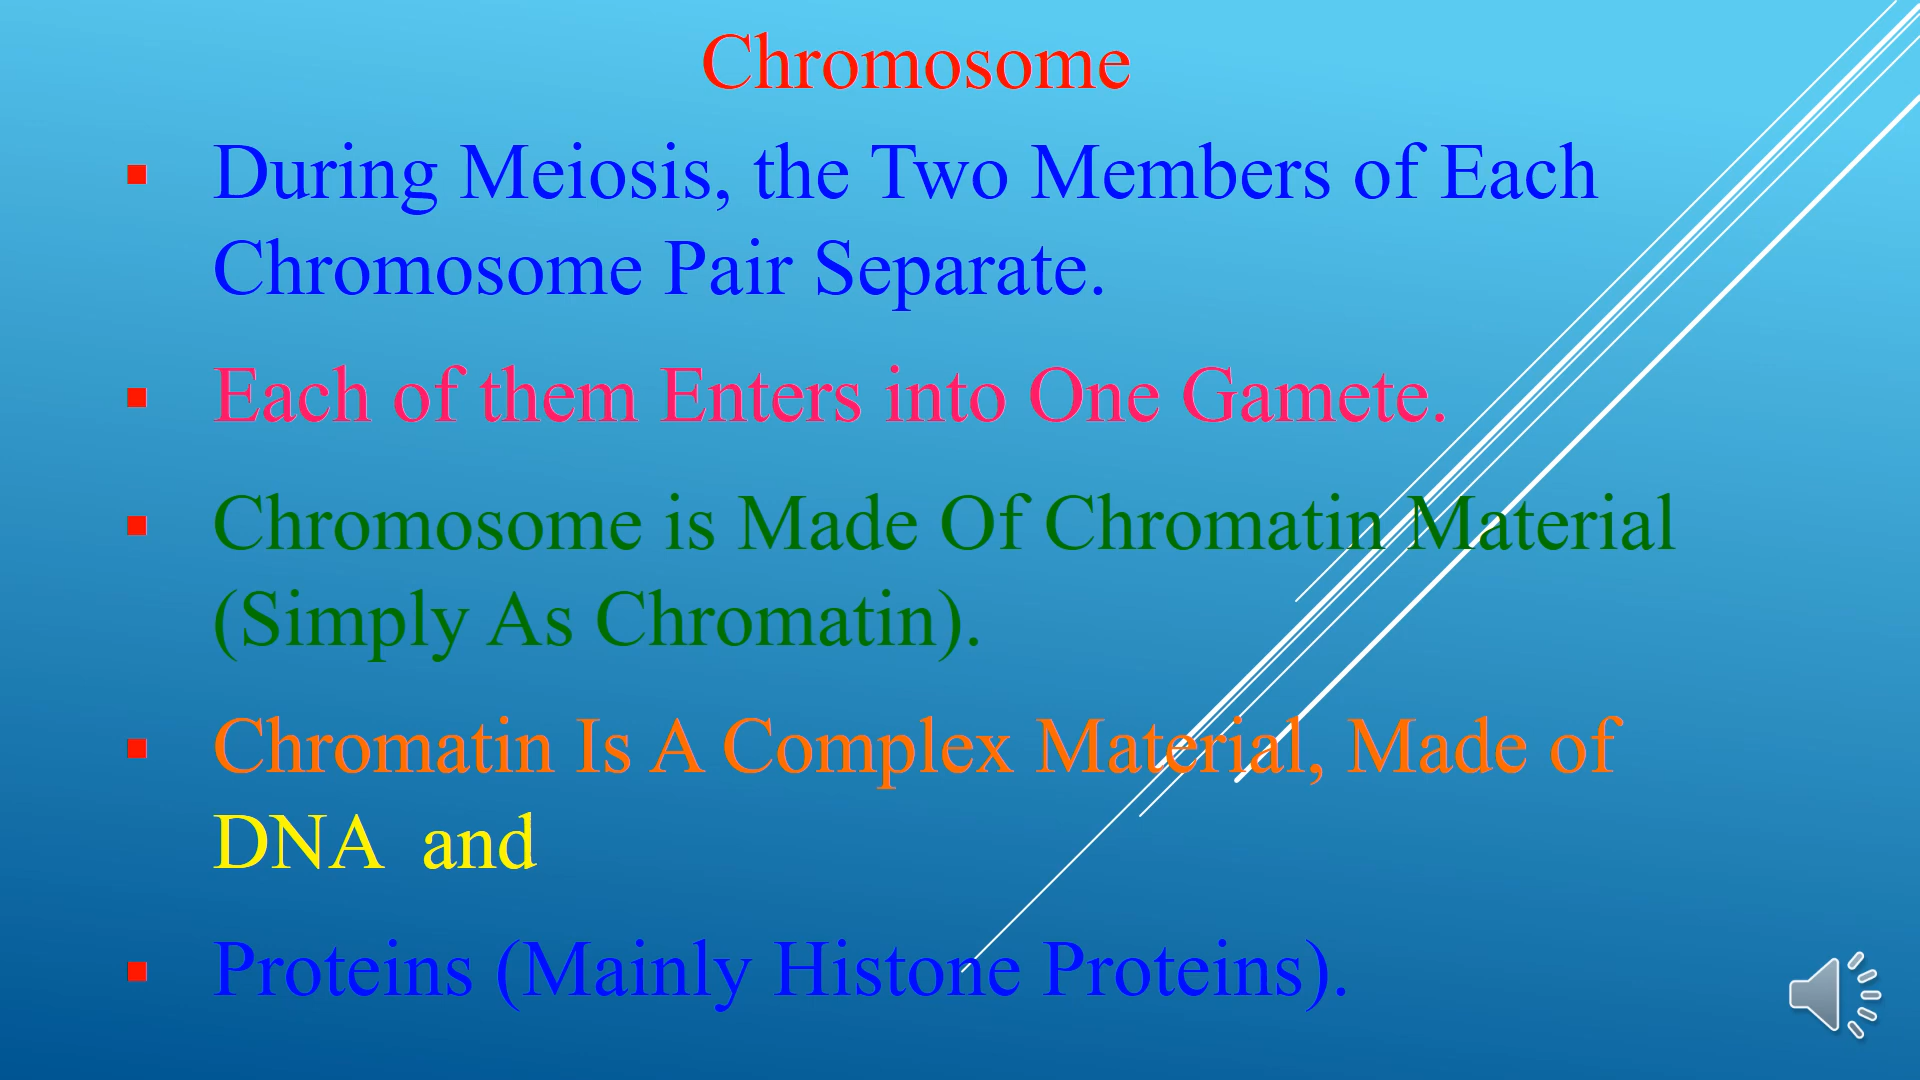 Chromosome
▪ During Meiosis, the Two Members of Each
Chromosome Pair Separate.
▪ Each of them Enters into One Gamete.
▪ Chromosome is Made Of Chromatin Material
(Simply As Chromatin).
▪ Chromatin Is A Complex Material, Made of
DNA  and
▪ Proteins (Mainly Histone Proteins).